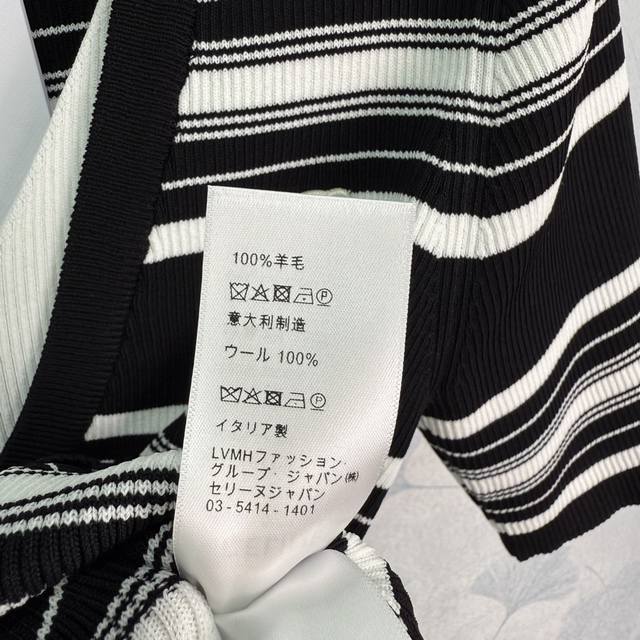 100%羊毛
意大利制造
ウール 100%
イタリア製
LVMHファッション・
グループ・ジャパン(株)
セリーヌジャパン
03-5414-1401